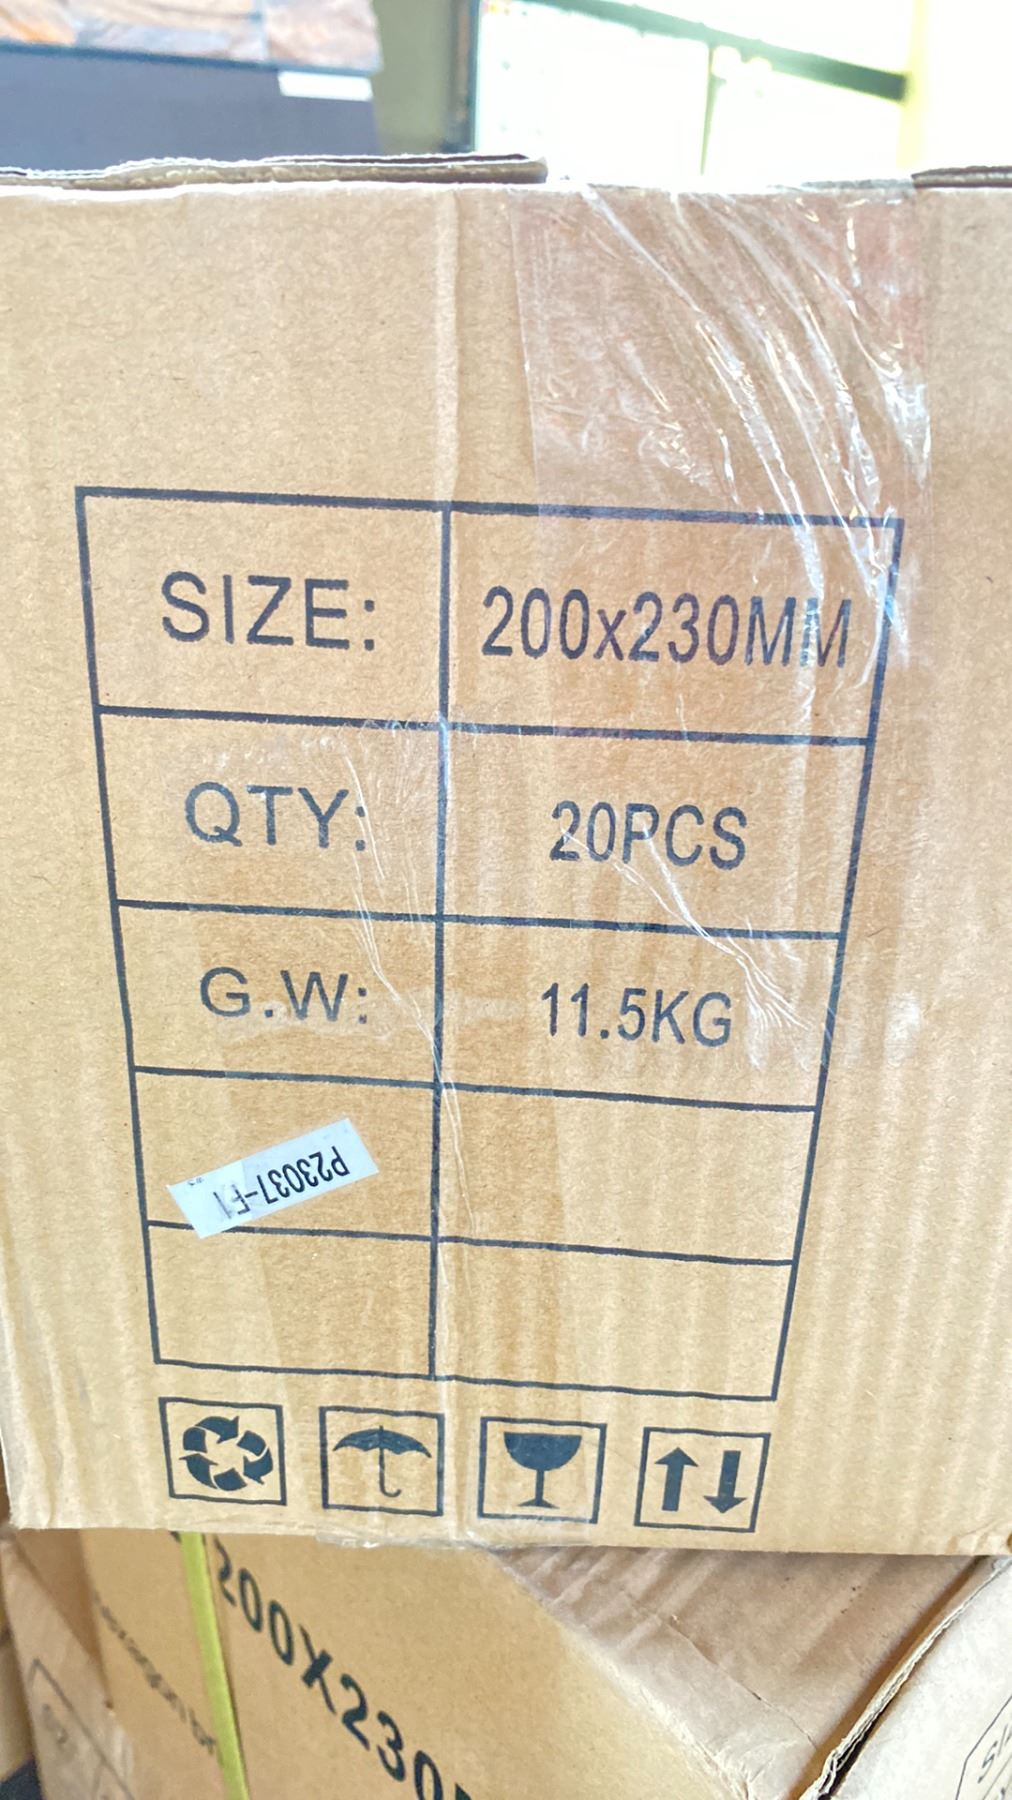 SIZE: 200x230MM
QTY: 20PCS
G.W: 11.5KG
P23037-F1
200X230